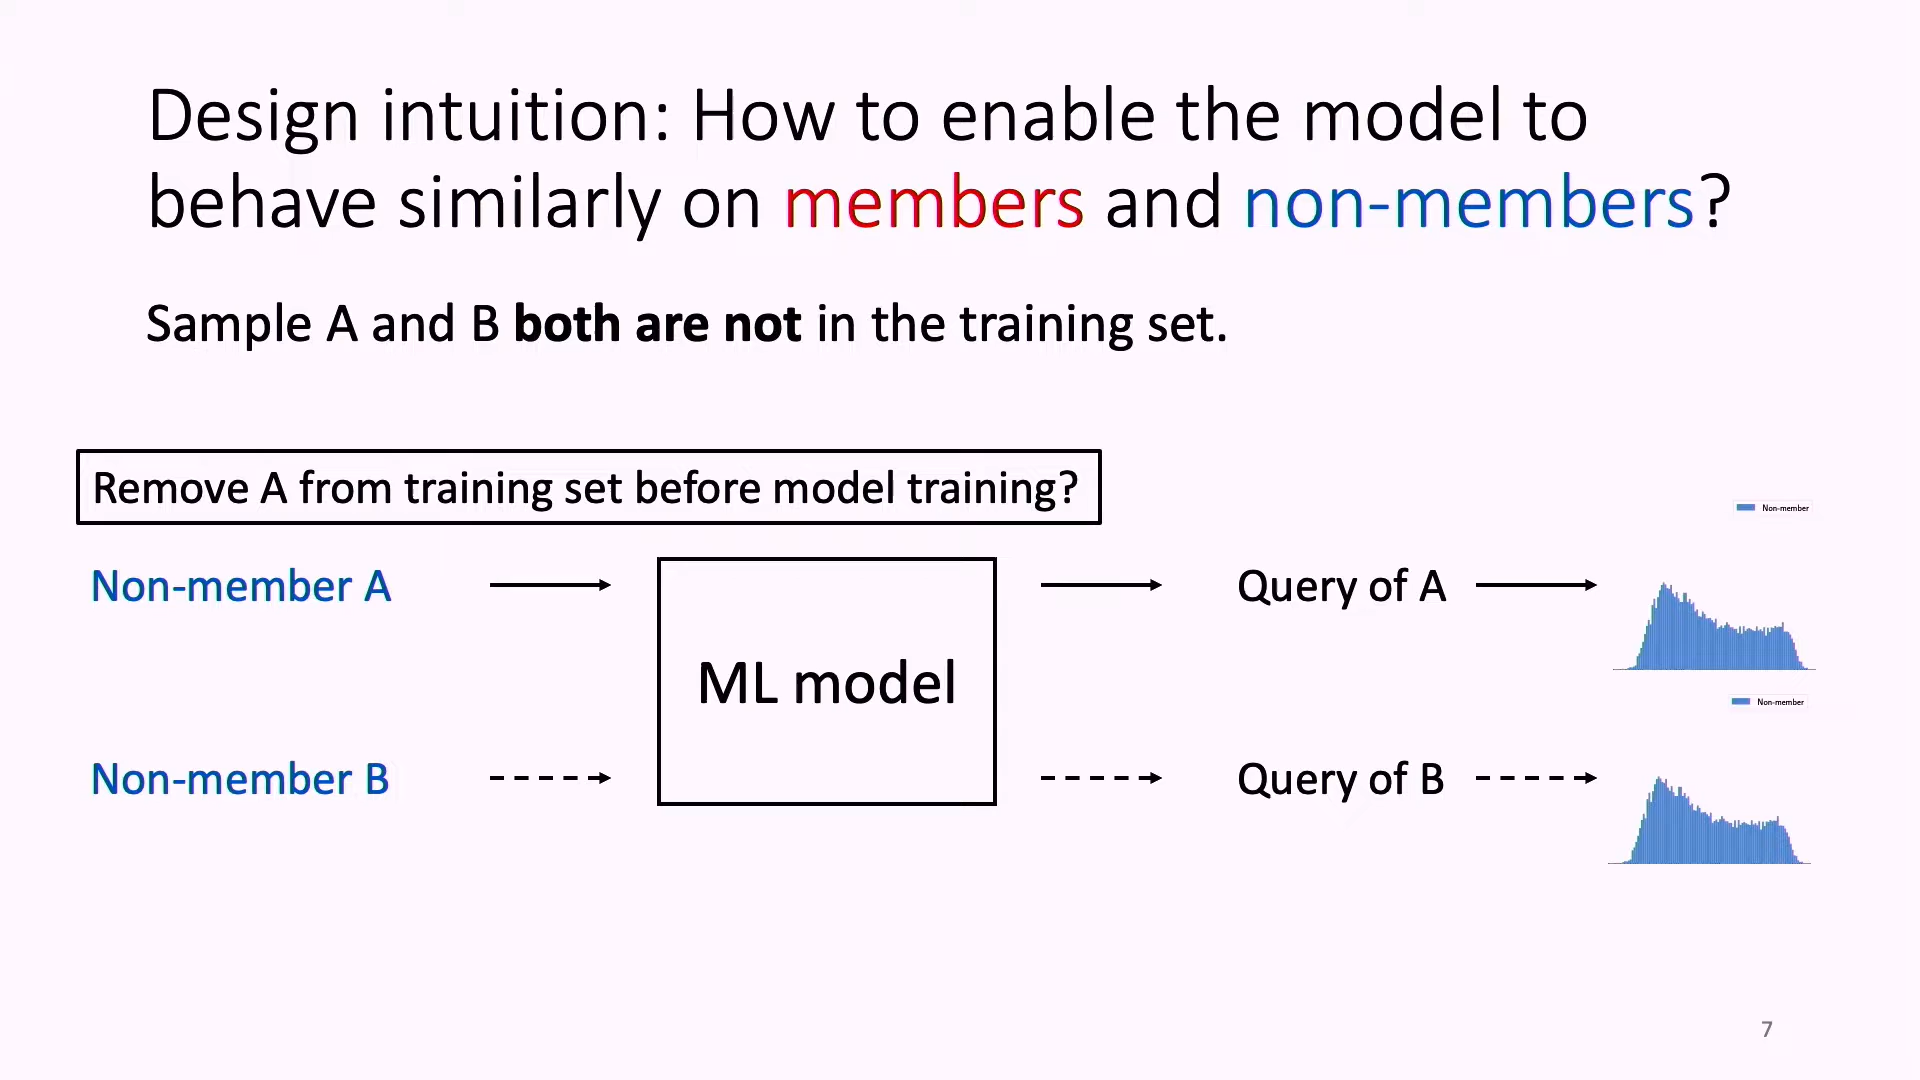 Design intuition: How to enable the model to
behave similarly on members and non-members?
Sample A and B both are not in the training set.
Remove A from training set before model training?
Non-member
Non-member A
Query of A
ML model
Non-member
Non-member B
Query of B
7